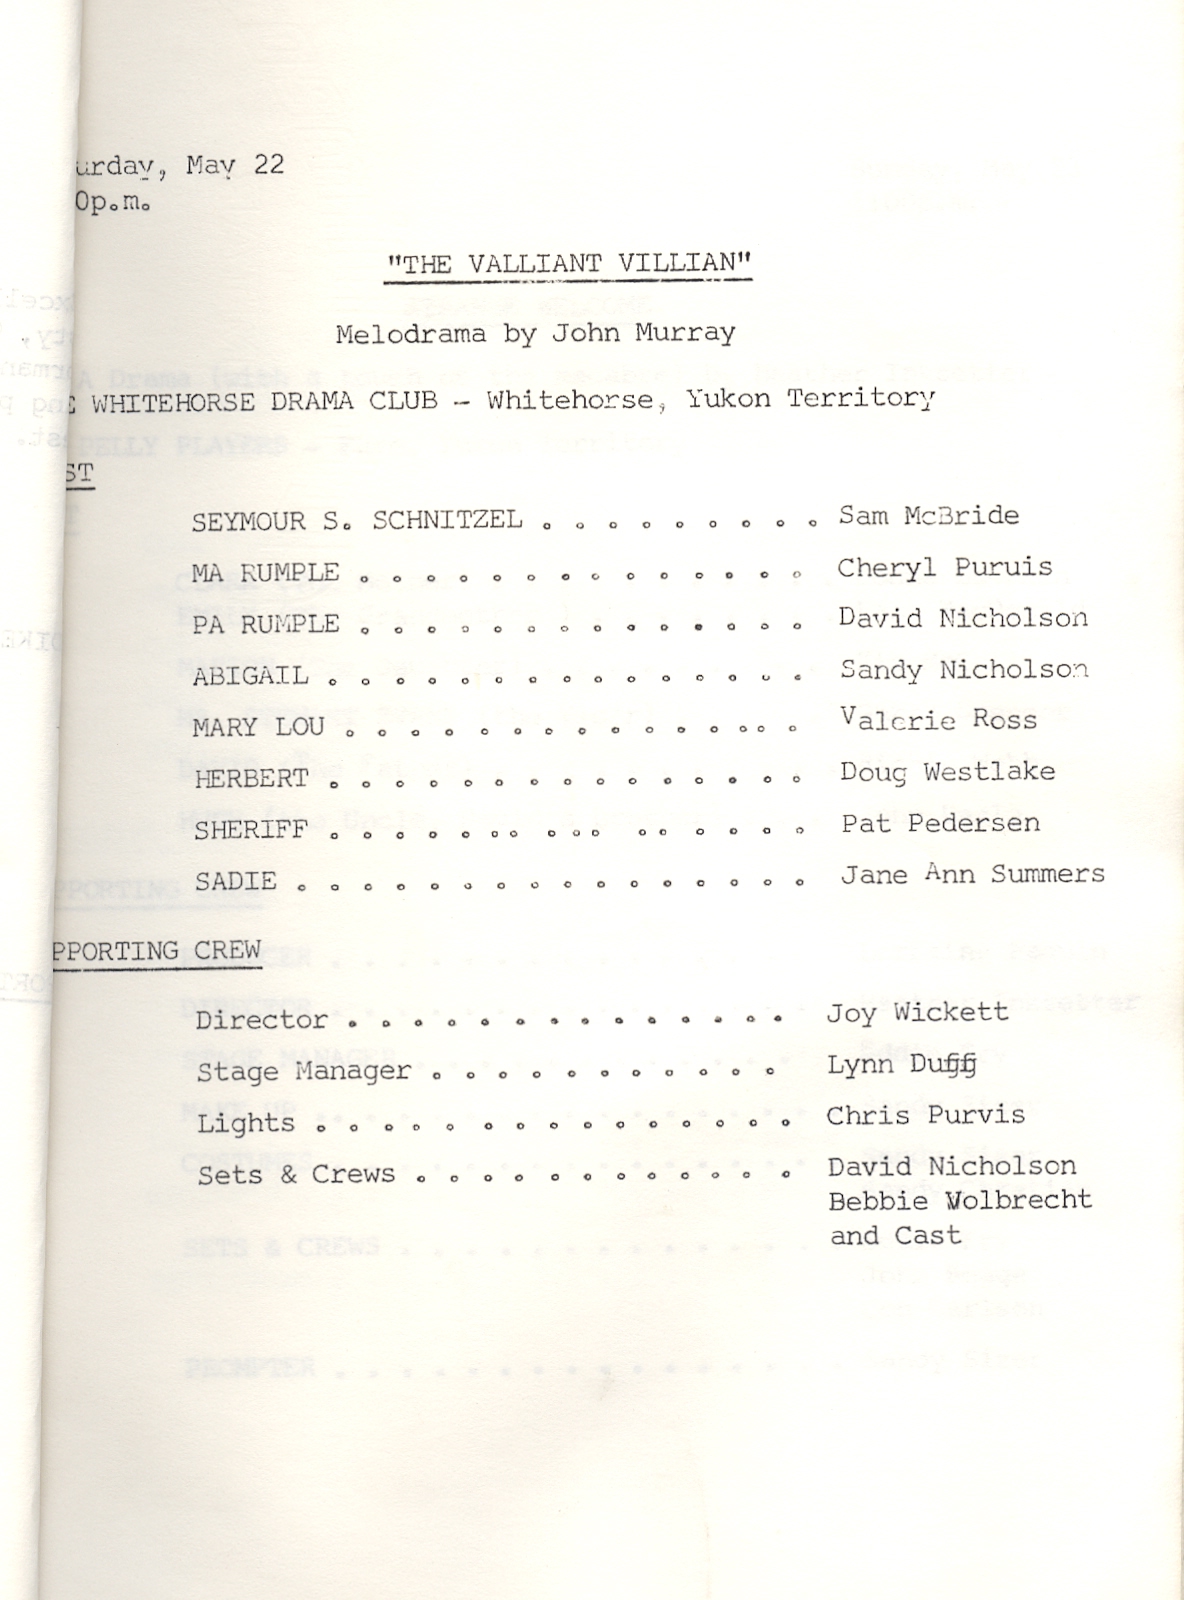 urday, May 22
0p.m.
"THE VALLIANT VILLIAN"
Melodrama by John Murray
E WHITEHORSE DRAMA CLUB - Whitehorse, Yukon Territory
ST
SEYMOUR S. SCHNITZEL . . . . . . . . . Sam McBride
MA RUMPLE . . . . . . . . . . . . . . Cheryl Puruis
PA RUMPLE . . . . . . . . . . . . . . David Nicholson
ABIGAIL . . . . . . . . . . . . . . . Sandy Nicholson
MARY LOU . . . . . . . . . . . . . . . Valerie Ross
HERBERT . . . . . . . . . . . . . . . Doug Westlake
SHERIFF . . . . . . . . . . . . . . . . Pat Pedersen
SADIE . . . . . . . . . . . . . . . . Jane Ann Summers
PPORTING CREW
Director . . . . . . . . . . . . . . Joy Wickett
Stage Manager . . . . . . . . . . . Lynn Duff
Lights . . . . . . . . . . . . . . . Chris Purvis
Sets & Crews . . . . . . . . . . . . David Nicholson
Bebbie Volbrecht
and Cast